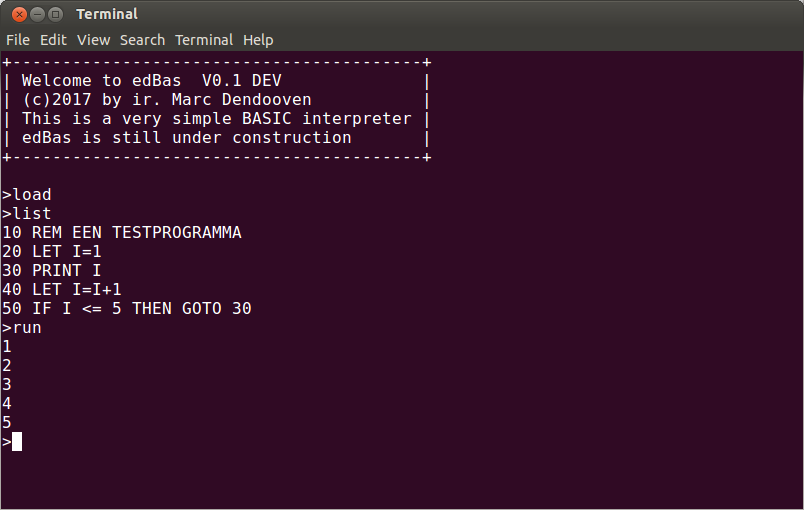 Terminal
File Edit View Search Terminal Help
+-----------------------------------------+
| Welcome to edBas  V0.1 DEV              |
| (c)2017 by ir. Marc Dendooven           |
| This is a very simple BASIC interpreter |
| edBas is still under construction       |
+-----------------------------------------+
>load
>list
10 REM EEN TESTPROGRAMMA
20 LET I=1
30 PRINT I
40 LET I=I+1
50 IF I <= 5 THEN GOTO 30
>run
1
2
3
4
5
>